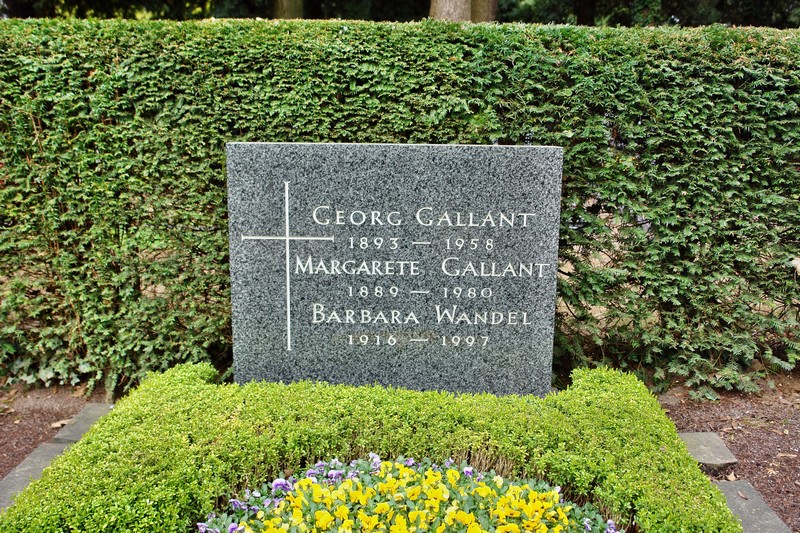 Georg Gallant
1893 — 1958
Margarete Gallant
1889 — 1980
Barbara Wandel
1916 — 1997